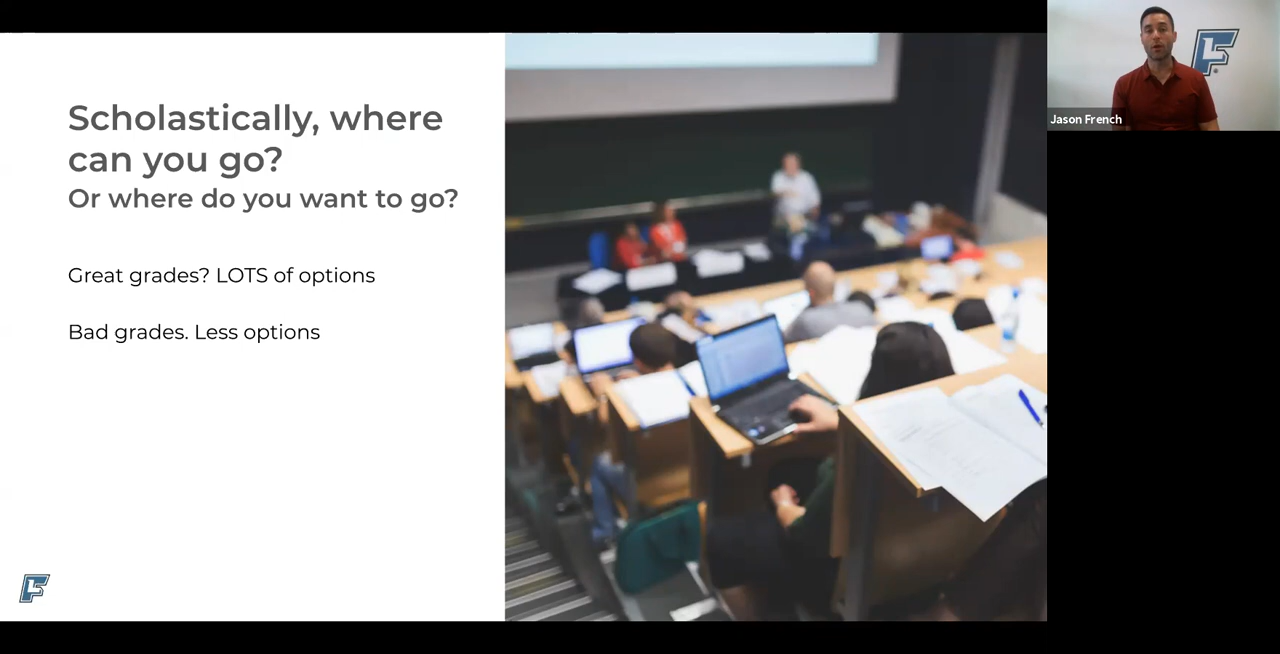 Scholastically, where
can you go?
Or where do you want to go?
Great grades? LOTS of options
Bad grades. Less options
Jason French